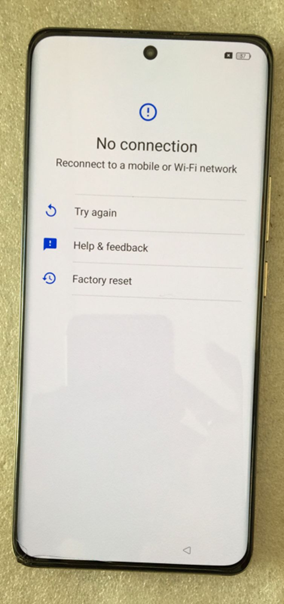 No connection
Reconnect to a mobile or Wi-Fi network
Try again
Help & feedback
Factory reset